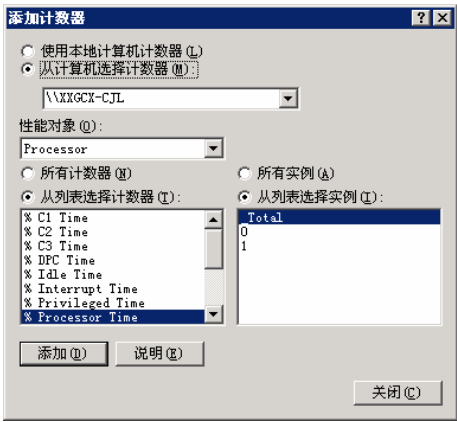 添加计数器
使用本地计算机计数器(L)
从计算机选择计数器(M):
\\XXGCX-CJL
性能对象(O):
Processor
所有计数器(N)
所有实例(A)
从列表选择计数器(T):
从列表选择实例(I):
% C1 Time
% C2 Time
% C3 Time
% DPC Time
% Idle Time
% Interrupt Time
% Privileged Time
% Processor Time
_Total
0
1
添加(D)
说明(E)
关闭(C)